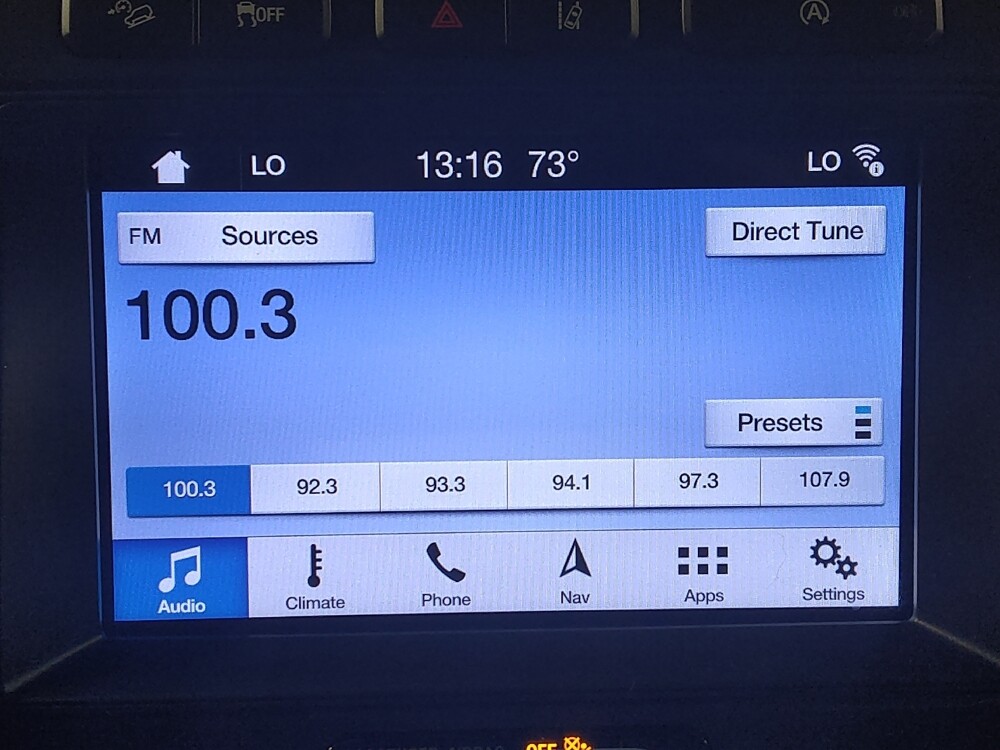 OFF
A
LO 13:16 73° LO
FM Sources Direct Tune
100.3
Presets
100.3 92.3 93.3 94.1 97.3 107.9
Audio Climate Phone Nav Apps Settings
OFF